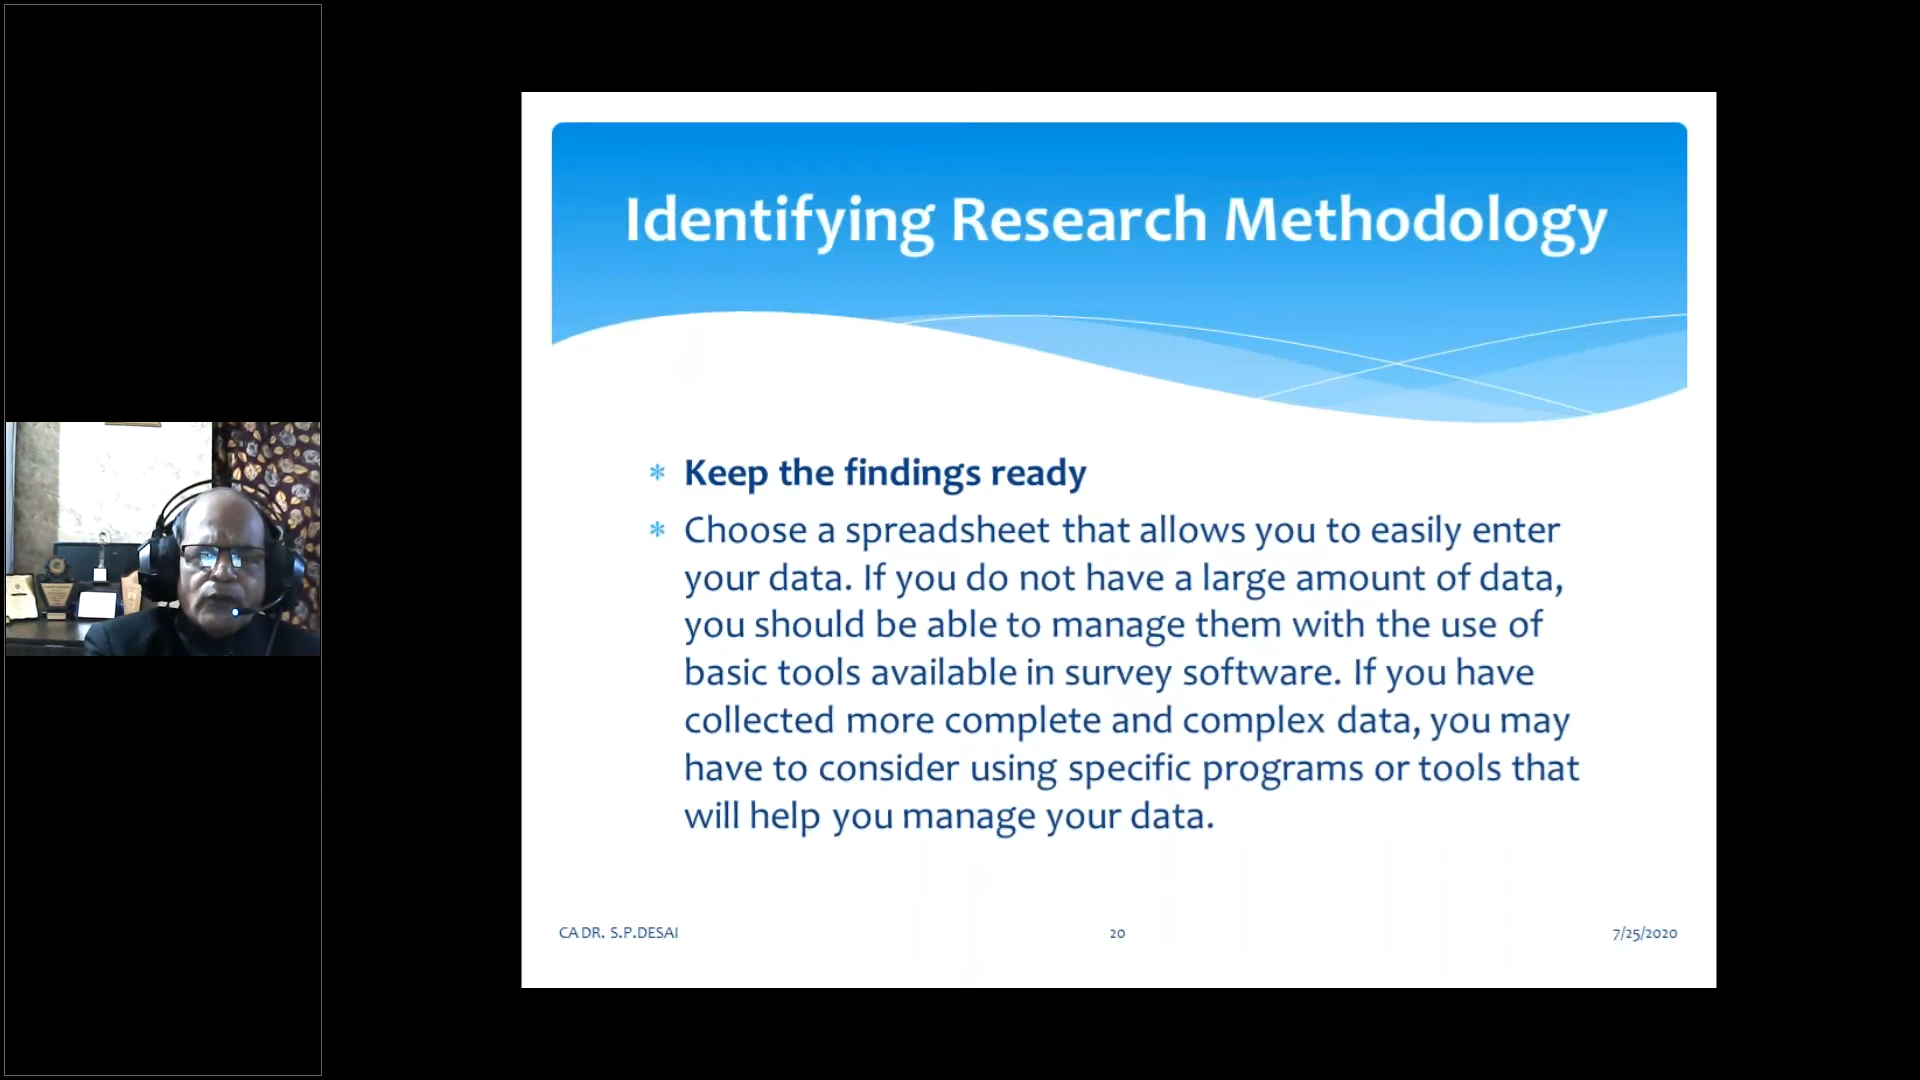 Identifying Research Methodology
* Keep the findings ready
* Choose a spreadsheet that allows you to easily enter
your data. If you do not have a large amount of data,
you should be able to manage them with the use of
basic tools available in survey software. If you have
collected more complete and complex data, you may
have to consider using specific programs or tools that
will help you manage your data.
CA DR. S.P.DESAI
20
7/25/2020